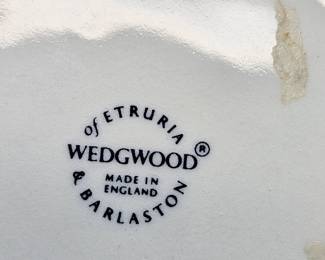 of ETRURIA
WEDGWOOD®
MADE IN
ENGLAND
& BARLASTON